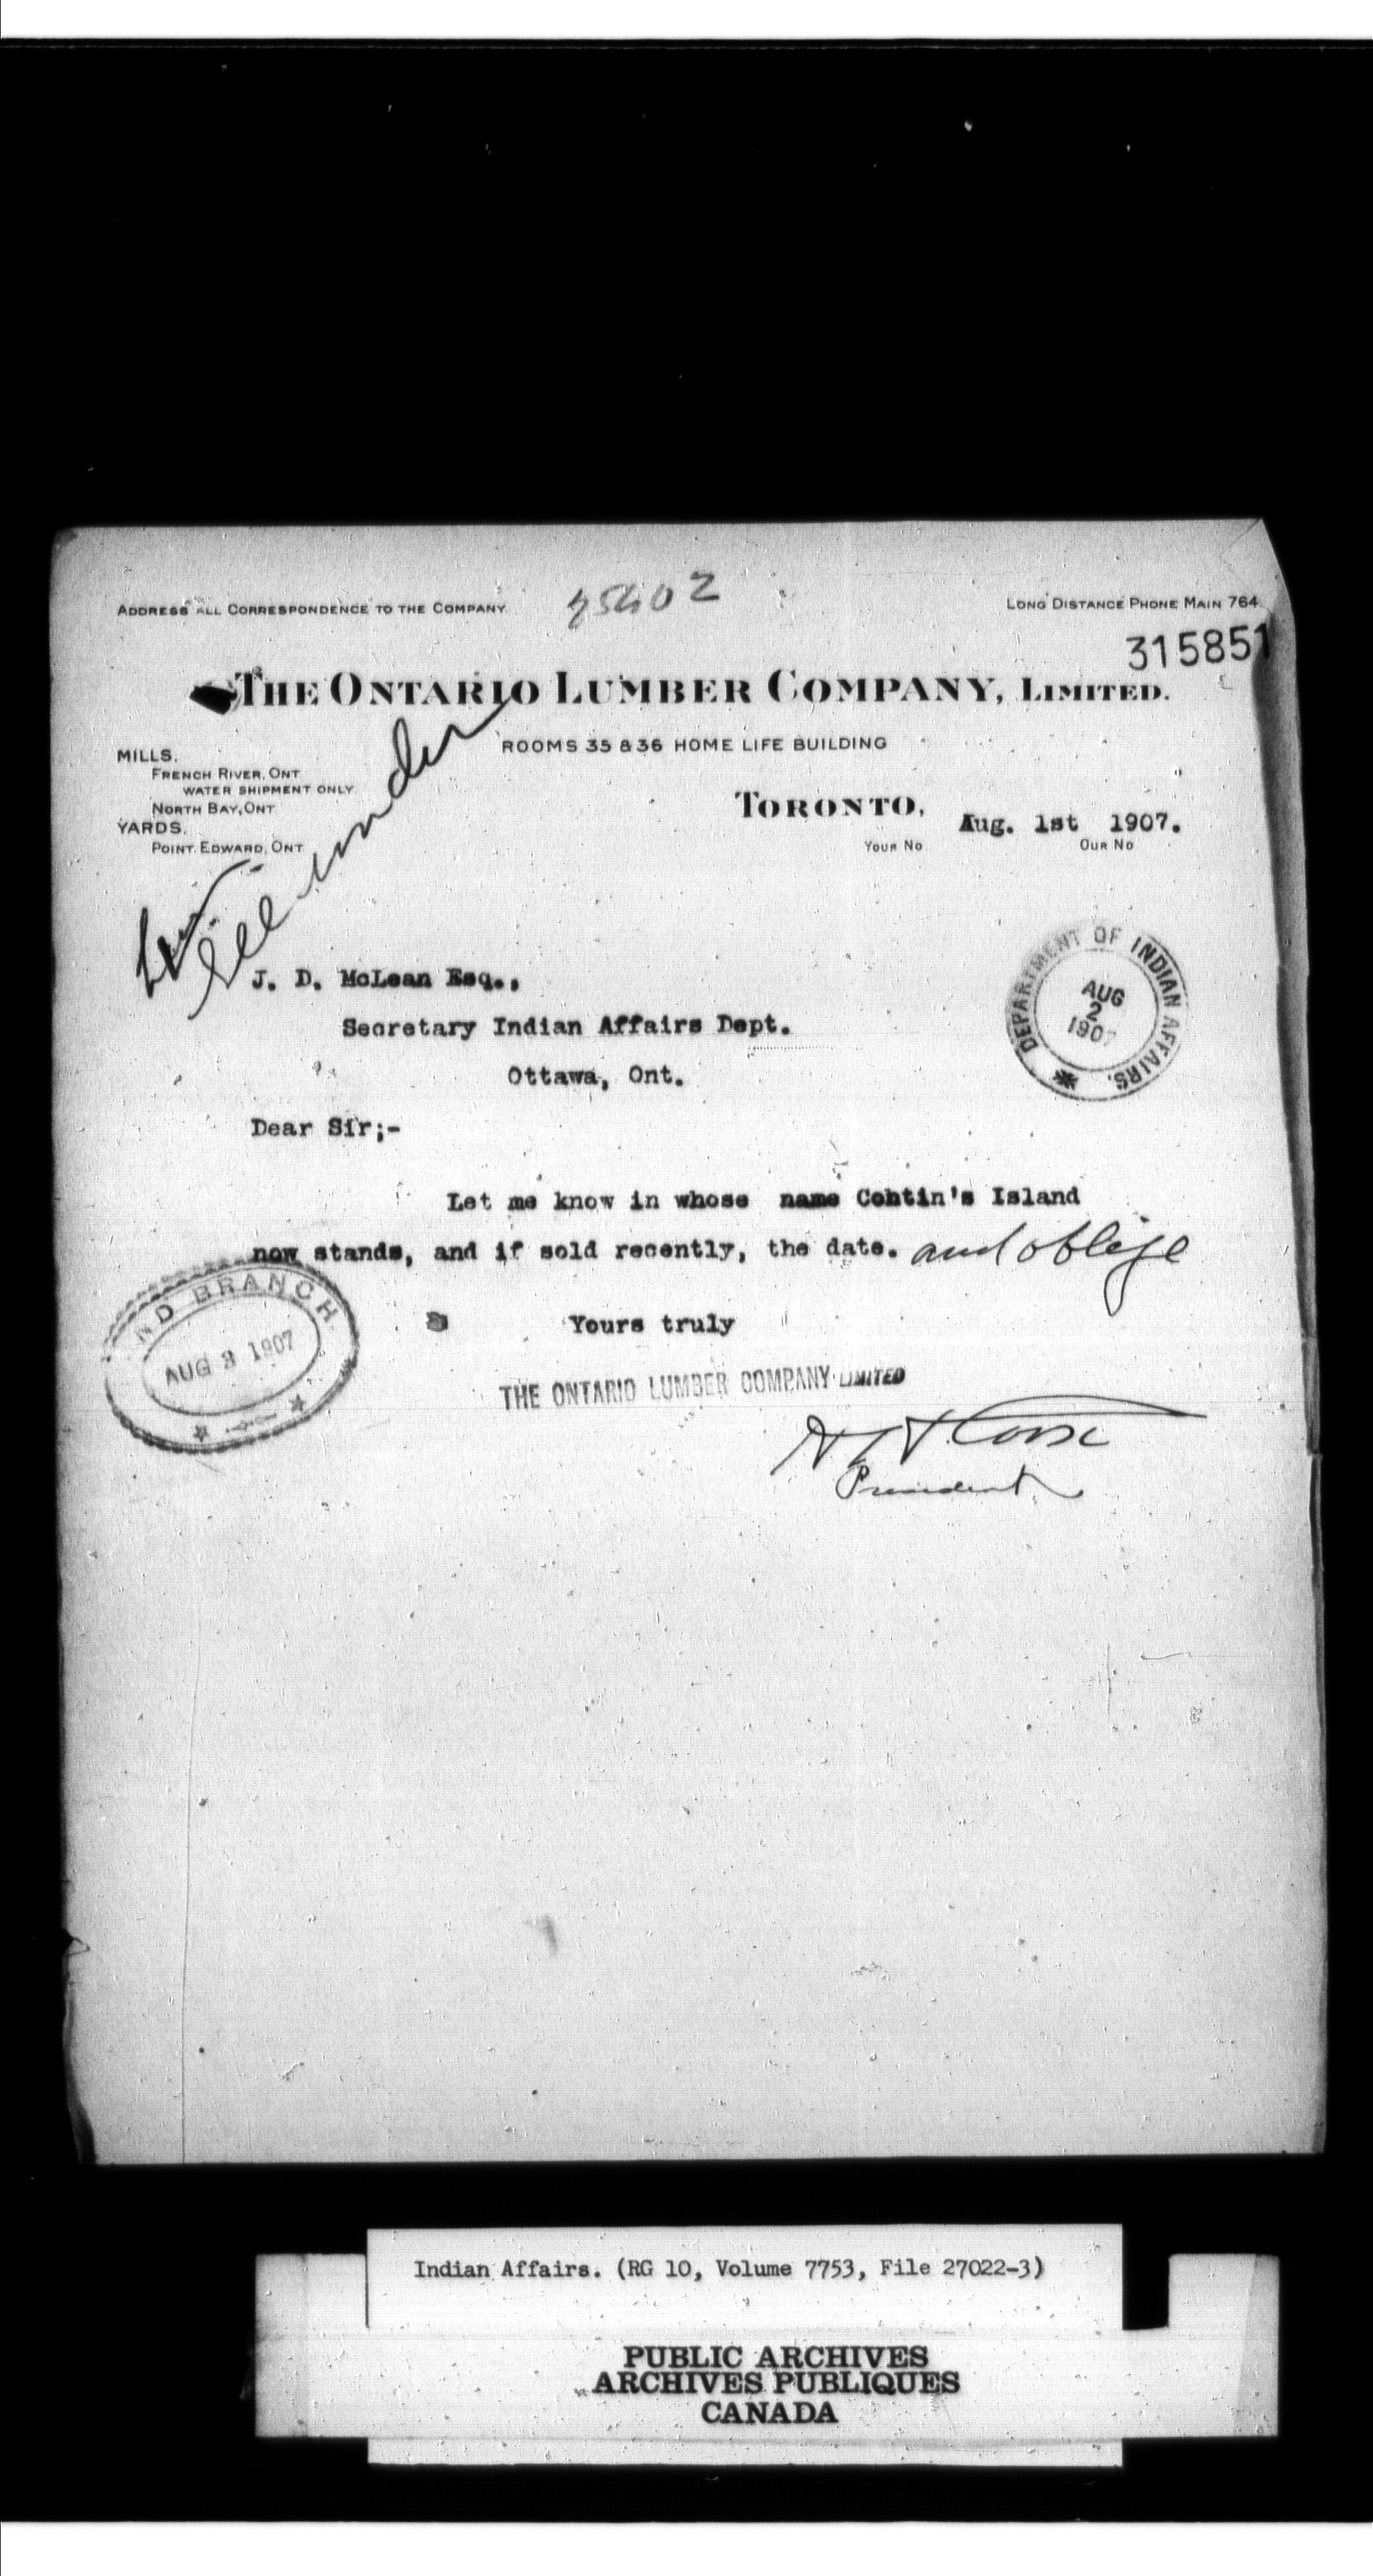 ADDRESS ALL CORRESPONDENCE TO THE COMPANY.
LONG DISTANCE PHONE MAIN 764
315851
THE ONTARIO LUMBER COMPANY, LIMITED.
ROOMS 35 & 36 HOME LIFE BUILDING
MILLS.
FRENCH RIVER, ONT
WATER SHIPMENT ONLY
NORTH BAY, ONT
YARDS.
POINT EDWARD, ONT
TORONTO, Aug. 1st 1907.
YOUR NO
OUR NO
See under
DEPARTMENT OF INDIAN AFFAIRS.
AUG
2
1907
J. D. McLean Esq.,
Secretary Indian Affairs Dept.
Ottawa, Ont.
Dear Sir;-
Let me know in whose name Contin's Island
now stands, and if sold recently, the date. and oblige
Yours truly
ND BRANCH.
AUG 3 1907
THE ONTARIO LUMBER COMPANY LIMITED
President
Indian Affairs. (RG 10, Volume 7753, File 27022-3)
PUBLIC ARCHIVES
ARCHIVES PUBLIQUES
CANADA